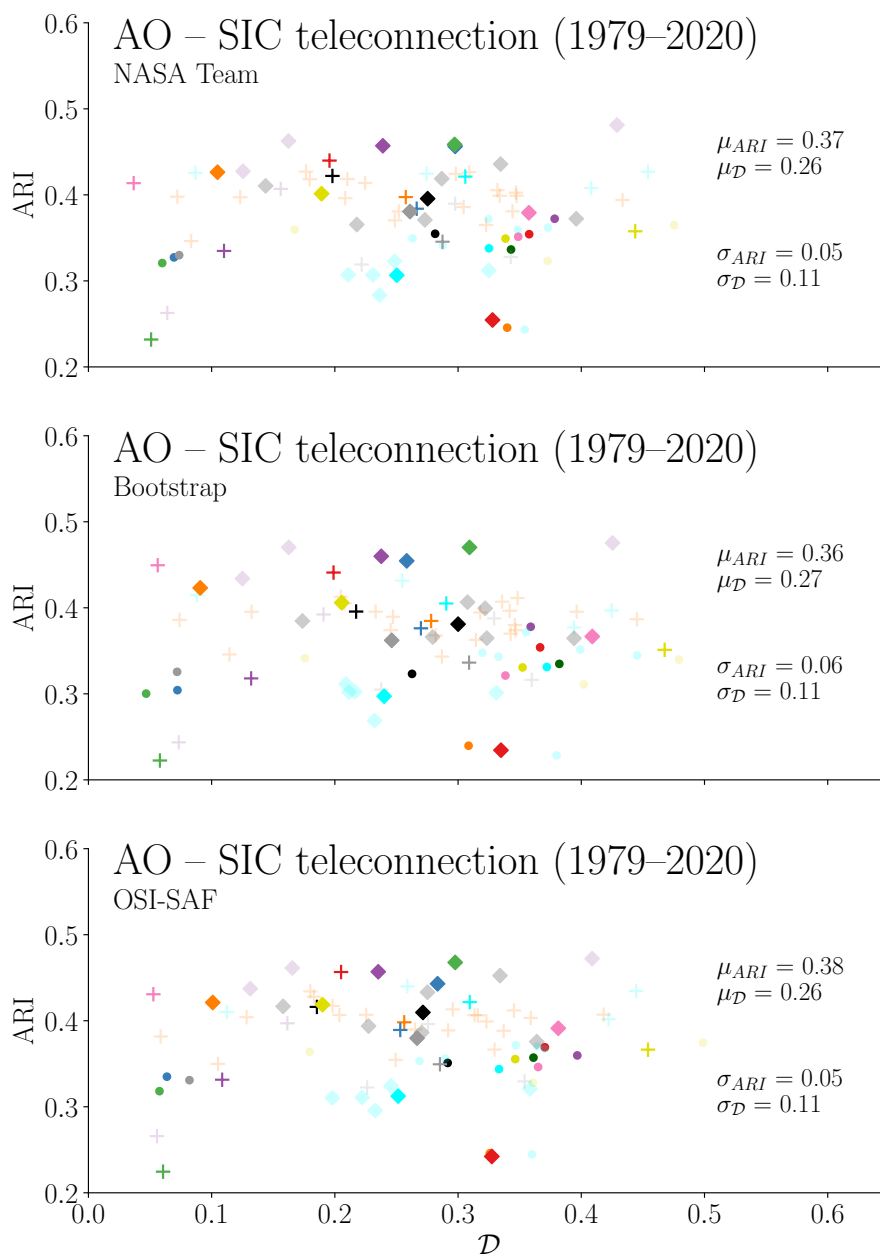 0.6
AO – SIC teleconnection (1979–2020)
NASA Team
0.5
μ_ARI = 0.37
μ_𝒟 = 0.26
0.4
ARI
0.3
σ_ARI = 0.05
σ_𝒟 = 0.11
0.2
0.6
AO – SIC teleconnection (1979–2020)
Bootstrap
0.5
μ_ARI = 0.36
μ_𝒟 = 0.27
0.4
ARI
0.3
σ_ARI = 0.06
σ_𝒟 = 0.11
0.2
0.6
AO – SIC teleconnection (1979–2020)
OSI-SAF
0.5
μ_ARI = 0.38
μ_𝒟 = 0.26
0.4
ARI
0.3
σ_ARI = 0.05
σ_𝒟 = 0.11
0.2
0.0 0.1 0.2 0.3 0.4 0.5 0.6
𝒟